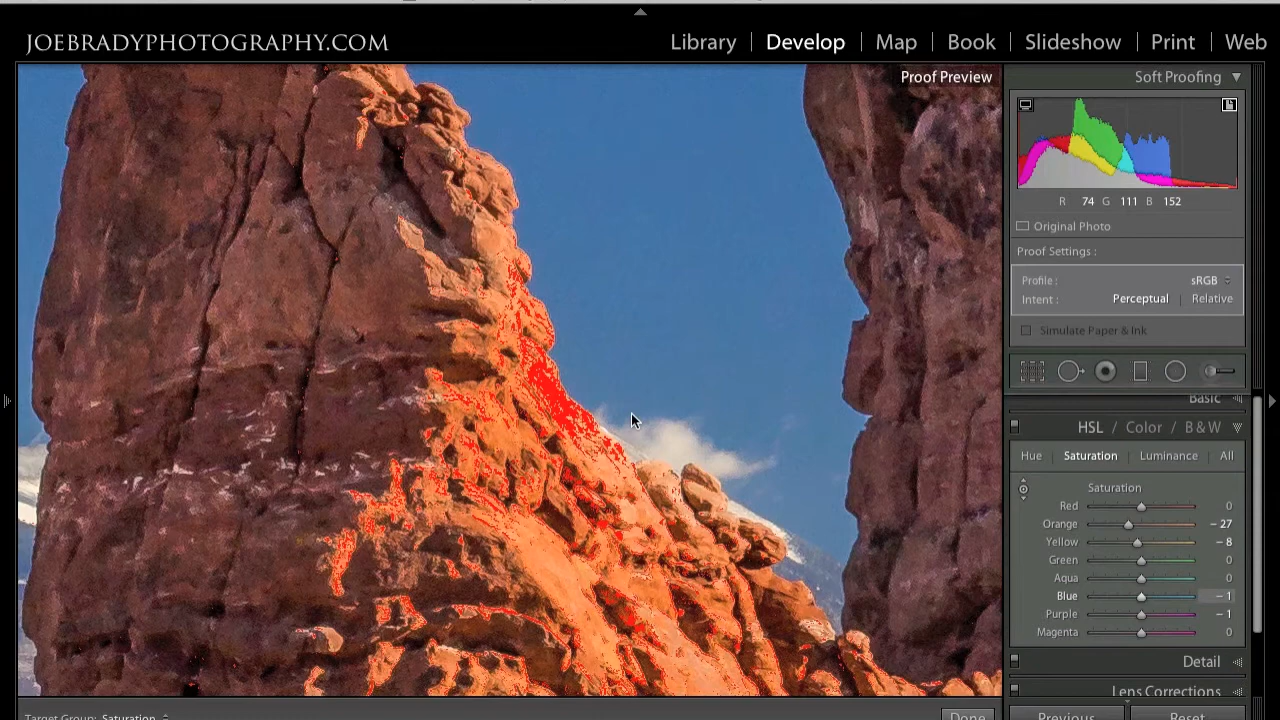 JOEBRADYPHOTOGRAPHY.COM
Library | Develop | Map | Book | Slideshow | Print | Web
Proof Preview
Soft Proofing
R 74 G 111 B 152
Original Photo
Proof Settings :
Profile : sRGB
Intent : Perceptual | Relative
Simulate Paper & Ink
Basic
HSL / Color / B & W
Hue | Saturation | Luminance | All
Saturation
Red 0
Orange - 27
Yellow - 8
Green 0
Aqua 0
Blue - 1
Purple - 1
Magenta 0
Detail
Lens Corrections
Target Group: Saturation
Done
Previous
Reset